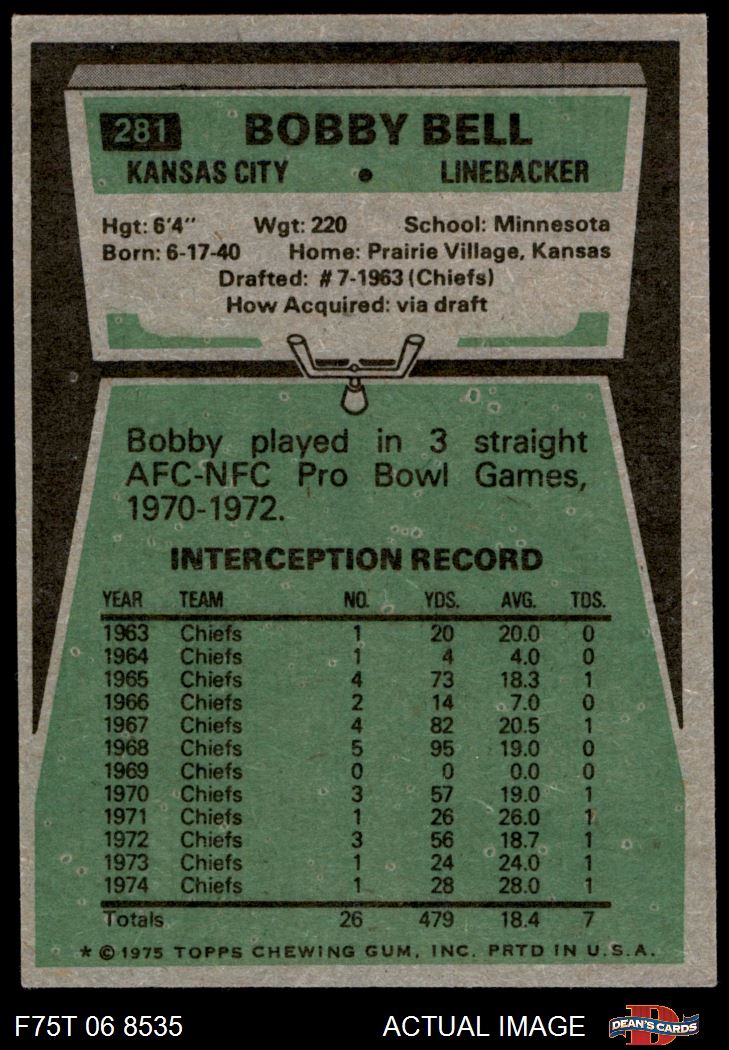 281 BOBBY BELL
KANSAS CITY • LINEBACKER
Hgt: 6'4" Wgt: 220 School: Minnesota
Born: 6-17-40 Home: Prairie Village, Kansas
Drafted: #7-1963 (Chiefs)
How Acquired: via draft
Bobby played in 3 straight
AFC-NFC Pro Bowl Games,
1970-1972.
INTERCEPTION RECORD
YEAR TEAM NO. YDS. AVG. TDS.
1963 Chiefs 1 20 20.0 0
1964 Chiefs 1 4 4.0 0
1965 Chiefs 4 73 18.3 1
1966 Chiefs 2 14 7.0 0
1967 Chiefs 4 82 20.5 1
1968 Chiefs 5 95 19.0 0
1969 Chiefs 0 0 0.0 0
1970 Chiefs 3 57 19.0 1
1971 Chiefs 1 26 26.0 1
1972 Chiefs 3 56 18.7 1
1973 Chiefs 1 24 24.0 1
1974 Chiefs 1 28 28.0 1
Totals 26 479 18.4 7
* © 1975 TOPPS CHEWING GUM, INC. PRTD IN U.S.A.
F75T 06 8535 ACTUAL IMAGE D DEAN'S CARDS